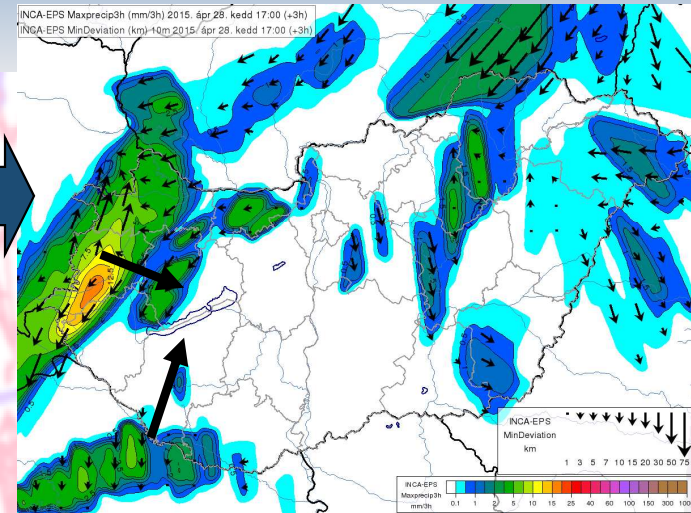 INCA-EPS Maxprecip3h (mm/3h) 2015. ápr 28. kedd 17:00 (+3h)
INCA-EPS MinDeviation (km) 10m 2015. ápr 28. kedd 17:00 (+3h)
INCA-EPS
MinDeviation
km
1 3 5 7 10 15 20 30 50 75
INCA-EPS
Maxprecip3h
mm/3h
0.1 1 2 5 10 15 25 40 60 100 150 300 100